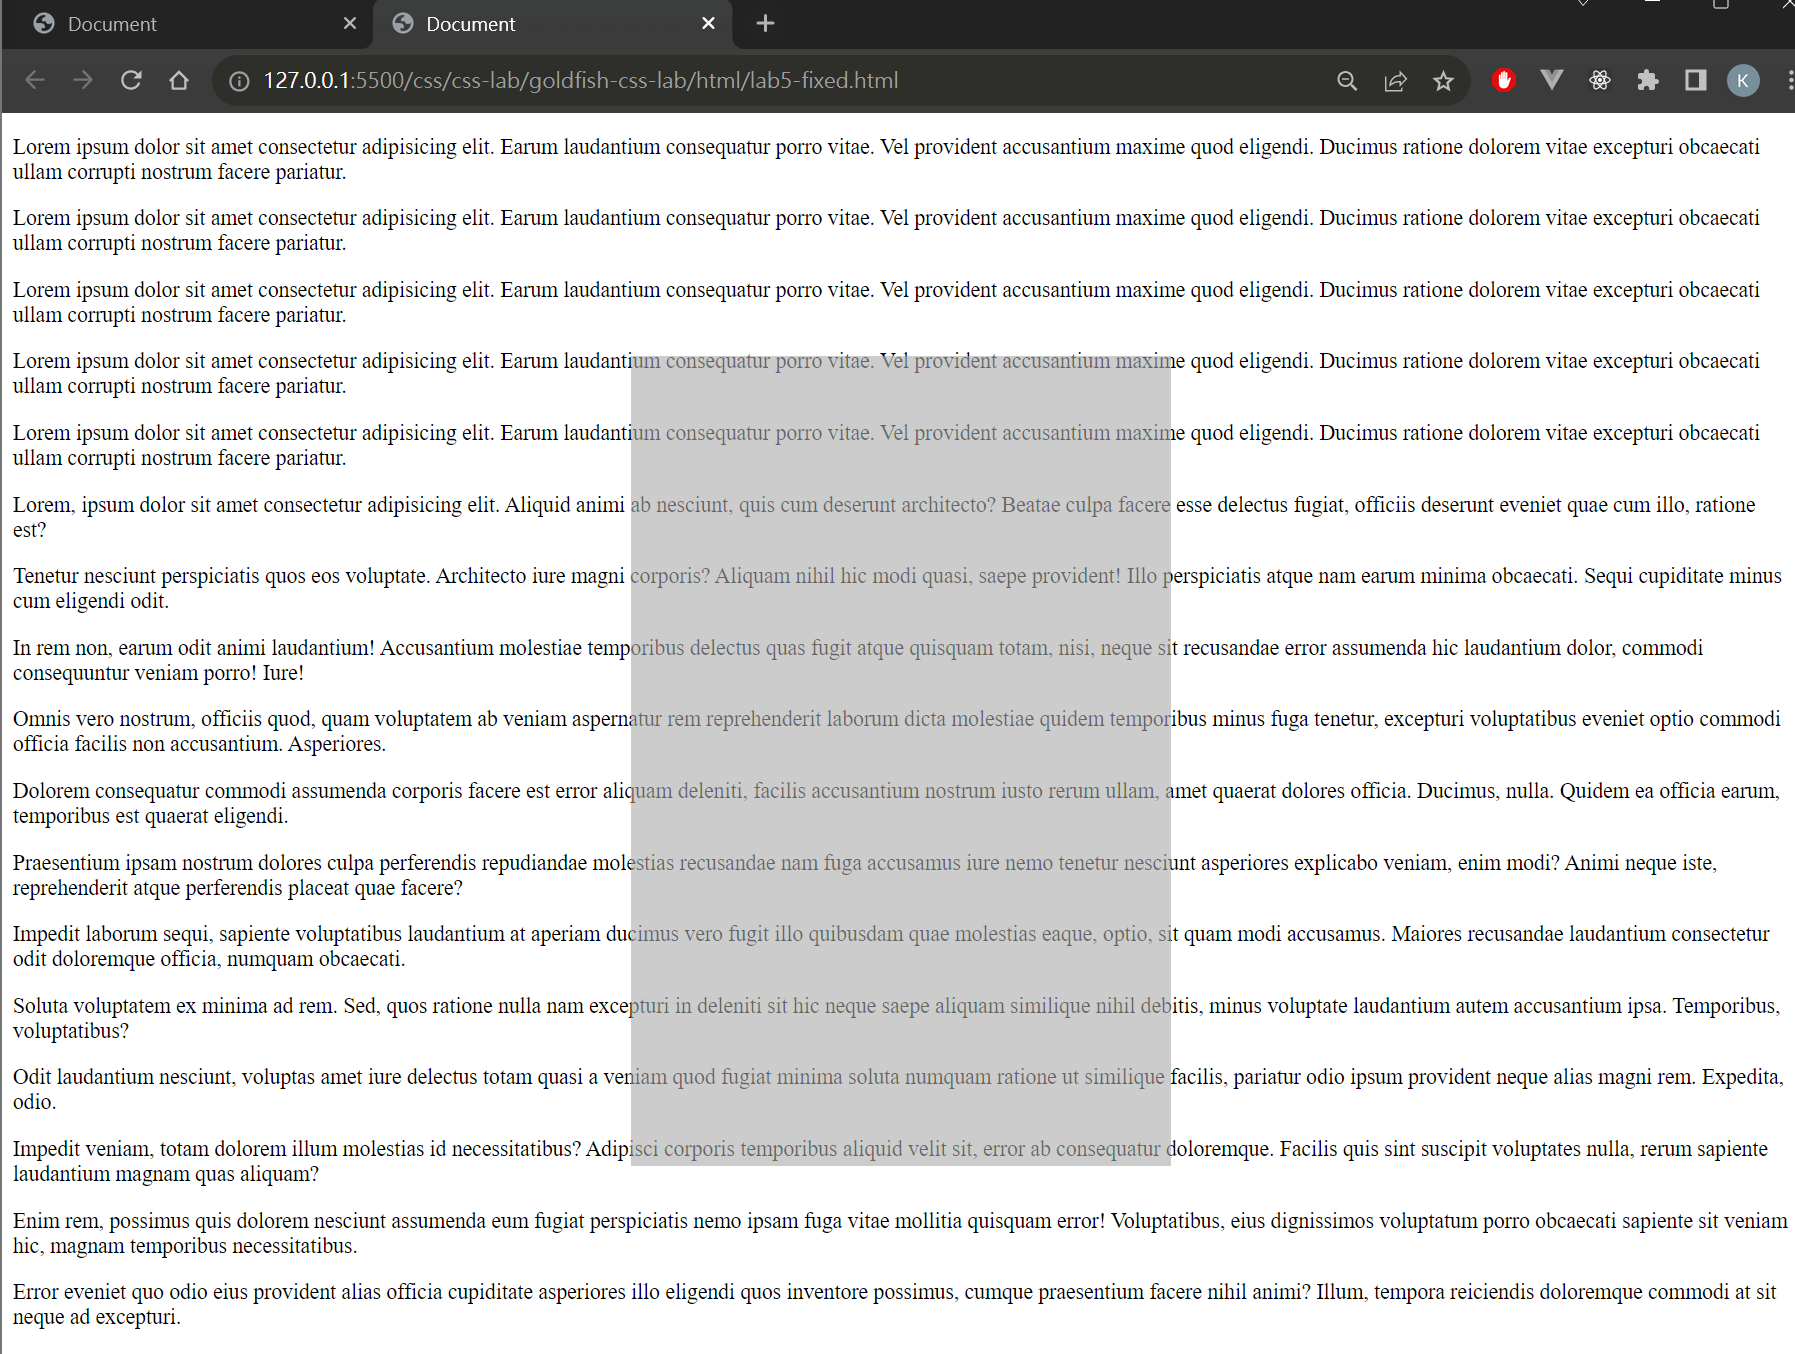 Document
Document
127.0.0.1:5500/css/css-lab/goldfish-css-lab/html/lab5-fixed.html
K
Lorem ipsum dolor sit amet consectetur adipisicing elit. Earum laudantium consequatur porro vitae. Vel provident accusantium maxime quod eligendi. Ducimus ratione dolorem vitae excepturi obcaecati
ullam corrupti nostrum facere pariatur.
Lorem ipsum dolor sit amet consectetur adipisicing elit. Earum laudantium consequatur porro vitae. Vel provident accusantium maxime quod eligendi. Ducimus ratione dolorem vitae excepturi obcaecati
ullam corrupti nostrum facere pariatur.
Lorem ipsum dolor sit amet consectetur adipisicing elit. Earum laudantium consequatur porro vitae. Vel provident accusantium maxime quod eligendi. Ducimus ratione dolorem vitae excepturi obcaecati
ullam corrupti nostrum facere pariatur.
Lorem ipsum dolor sit amet consectetur adipisicing elit. Earum laudantium consequatur porro vitae. Vel provident accusantium maxime quod eligendi. Ducimus ratione dolorem vitae excepturi obcaecati
ullam corrupti nostrum facere pariatur.
Lorem ipsum dolor sit amet consectetur adipisicing elit. Earum laudantium consequatur porro vitae. Vel provident accusantium maxime quod eligendi. Ducimus ratione dolorem vitae excepturi obcaecati
ullam corrupti nostrum facere pariatur.
Lorem, ipsum dolor sit amet consectetur adipisicing elit. Aliquid animi ab nesciunt, quis cum deserunt architecto? Beatae culpa facere esse delectus fugiat, officiis deserunt eveniet quae cum illo, ratione
est?
Tenetur nesciunt perspiciatis quos eos voluptate. Architecto iure magni corporis? Aliquam nihil hic modi quasi, saepe provident! Illo perspiciatis atque nam earum minima obcaecati. Sequi cupiditate minus
cum eligendi odit.
In rem non, earum odit animi laudantium! Accusantium molestiae temporibus delectus quas fugit atque quisquam totam, nisi, neque sit recusandae error assumenda hic laudantium dolor, commodi
consequuntur veniam porro! Iure!
Omnis vero nostrum, officiis quod, quam voluptatem ab veniam aspernatur rem reprehenderit laborum dicta molestiae quidem temporibus minus fuga tenetur, excepturi voluptatibus eveniet optio commodi
officia facilis non accusantium. Asperiores.
Dolorem consequatur commodi assumenda corporis facere est error aliquam deleniti, facilis accusantium nostrum iusto rerum ullam, amet quaerat dolores officia. Ducimus, nulla. Quidem ea officia earum,
temporibus est quaerat eligendi.
Praesentium ipsam nostrum dolores culpa perferendis repudiandae molestias recusandae nam fuga accusamus iure nemo tenetur nesciunt asperiores explicabo veniam, enim modi? Animi neque iste,
reprehenderit atque perferendis placeat quae facere?
Impedit laborum sequi, sapiente voluptatibus laudantium at aperiam ducimus vero fugit illo quibusdam quae molestias eaque, optio, sit quam modi accusamus. Maiores recusandae laudantium consectetur
odit doloremque officia, numquam obcaecati.
Soluta voluptatem ex minima ad rem. Sed, quos ratione nulla nam excepturi in deleniti sit hic neque saepe aliquam similique nihil debitis, minus voluptate laudantium autem accusantium ipsa. Temporibus,
voluptatibus?
Odit laudantium nesciunt, voluptas amet iure delectus totam quasi a veniam quod fugiat minima soluta numquam ratione ut similique facilis, pariatur odio ipsum provident neque alias magni rem. Expedita,
odio.
Impedit veniam, totam dolorem illum molestias id necessitatibus? Adipisci corporis temporibus aliquid velit sit, error ab consequatur doloremque. Facilis quis sint suscipit voluptates nulla, rerum sapiente
laudantium magnam quas aliquam?
Enim rem, possimus quis dolorem nesciunt assumenda eum fugiat perspiciatis nemo ipsam fuga vitae mollitia quisquam error! Voluptatibus, eius dignissimos voluptatum porro obcaecati sapiente sit veniam
hic, magnam temporibus necessitatibus.
Error eveniet quo odio eius provident alias officia cupiditate asperiores illo eligendi quos inventore possimus, cumque praesentium facere nihil animi? Illum, tempora reiciendis doloremque commodi at sit
neque ad excepturi.